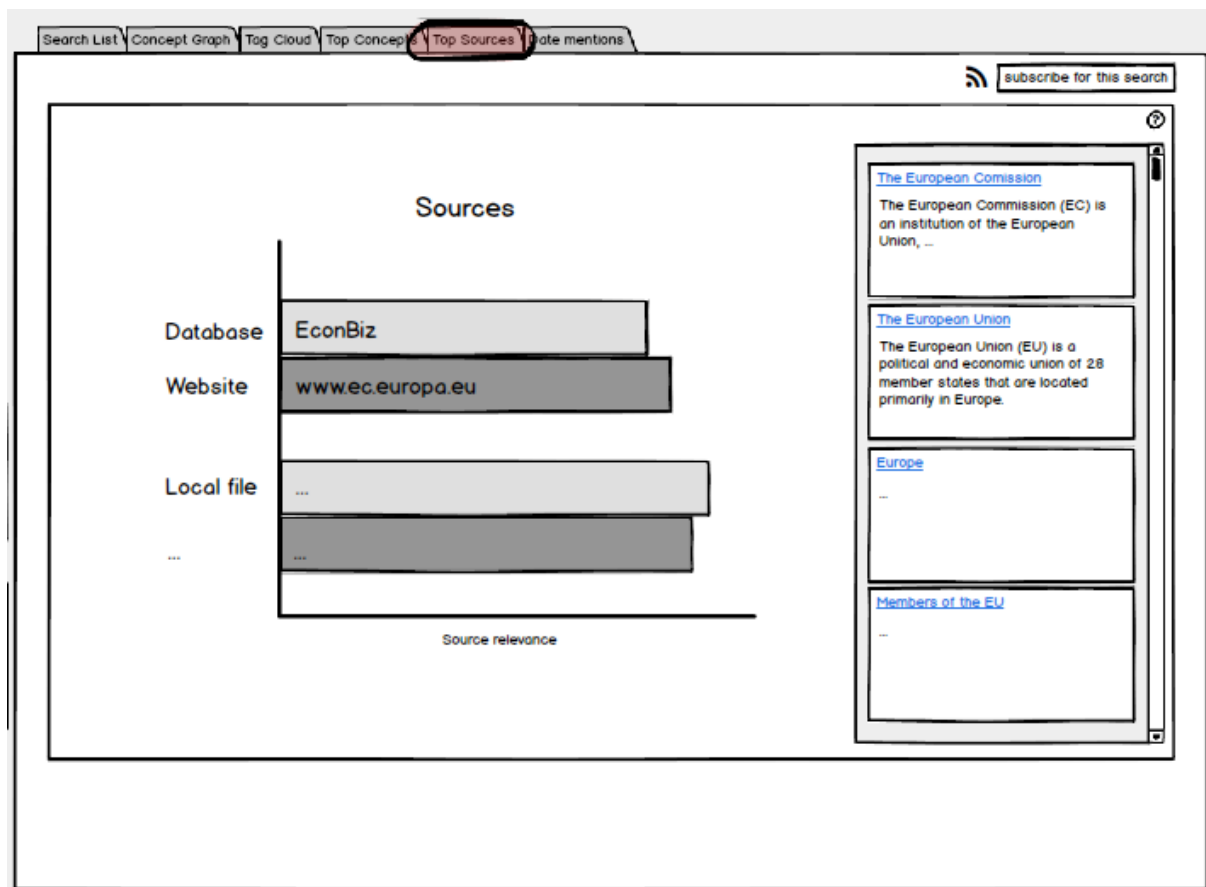 Search List Concept Graph Tag Cloud Top Concepts Top Sources Date mentions
subscribe for this search
?
Sources
Database EconBiz
Website www.ec.europa.eu
Local file ...
... ...
Source relevance
The European Comission
The European Commission (EC) is
an institution of the European
Union, ...
The European Union
The European Union (EU) is a
political and economic union of 28
member states that are located
primarily in Europe.
Europe
...
Members of the EU
...